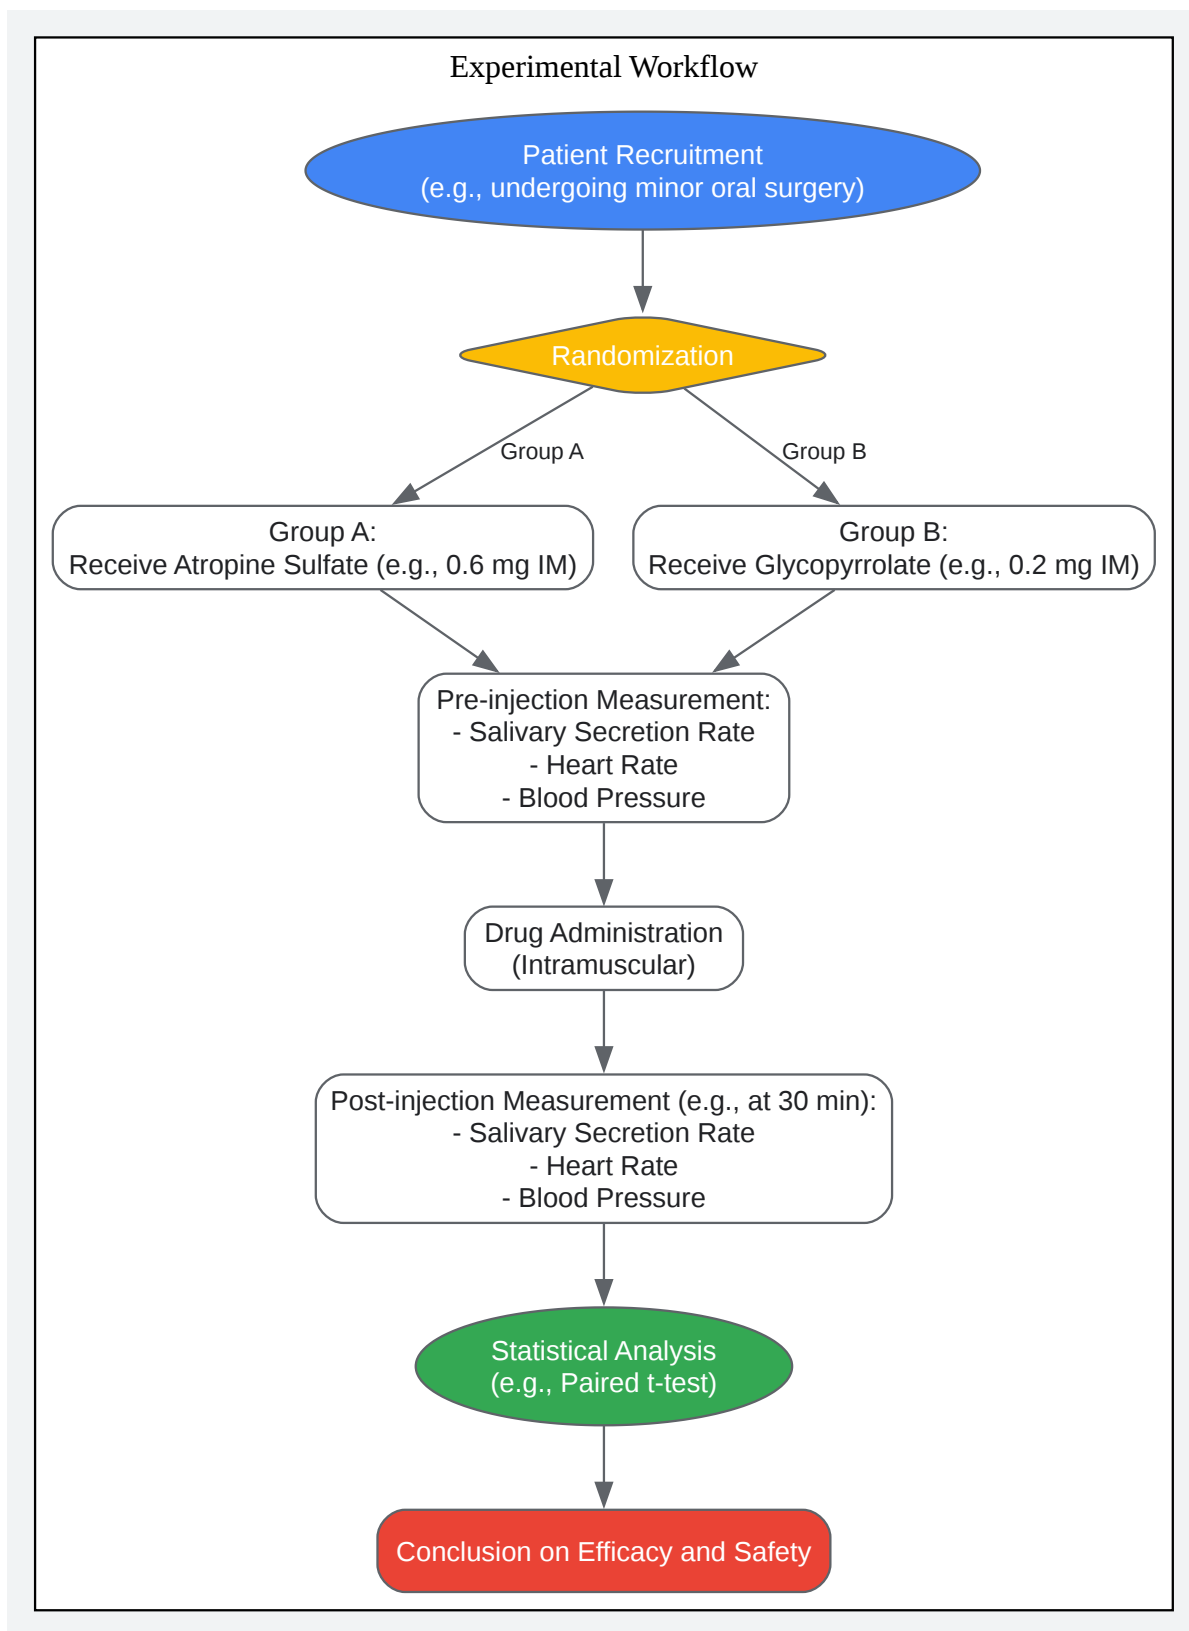 Experimental Workflow
Patient Recruitment
(e.g., undergoing minor oral surgery)
Randomization
Group A
Group B
Group A:
Receive Atropine Sulfate (e.g., 0.6 mg IM)
Group B:
Receive Glycopyrrolate (e.g., 0.2 mg IM)
Pre-injection Measurement:
- Salivary Secretion Rate
- Heart Rate
- Blood Pressure
Drug Administration
(Intramuscular)
Post-injection Measurement (e.g., at 30 min):
- Salivary Secretion Rate
- Heart Rate
- Blood Pressure
Statistical Analysis
(e.g., Paired t-test)
Conclusion on Efficacy and Safety